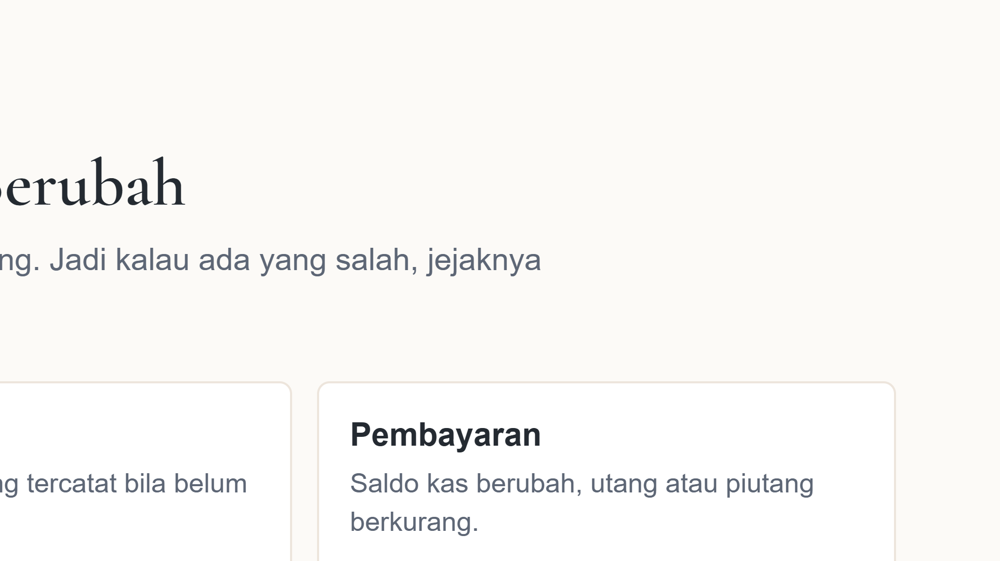 erubah
ng. Jadi kalau ada yang salah, jejaknya
Pembayaran
ng tercatat bila belum
Saldo kas berubah, utang atau piutang
berkurang.